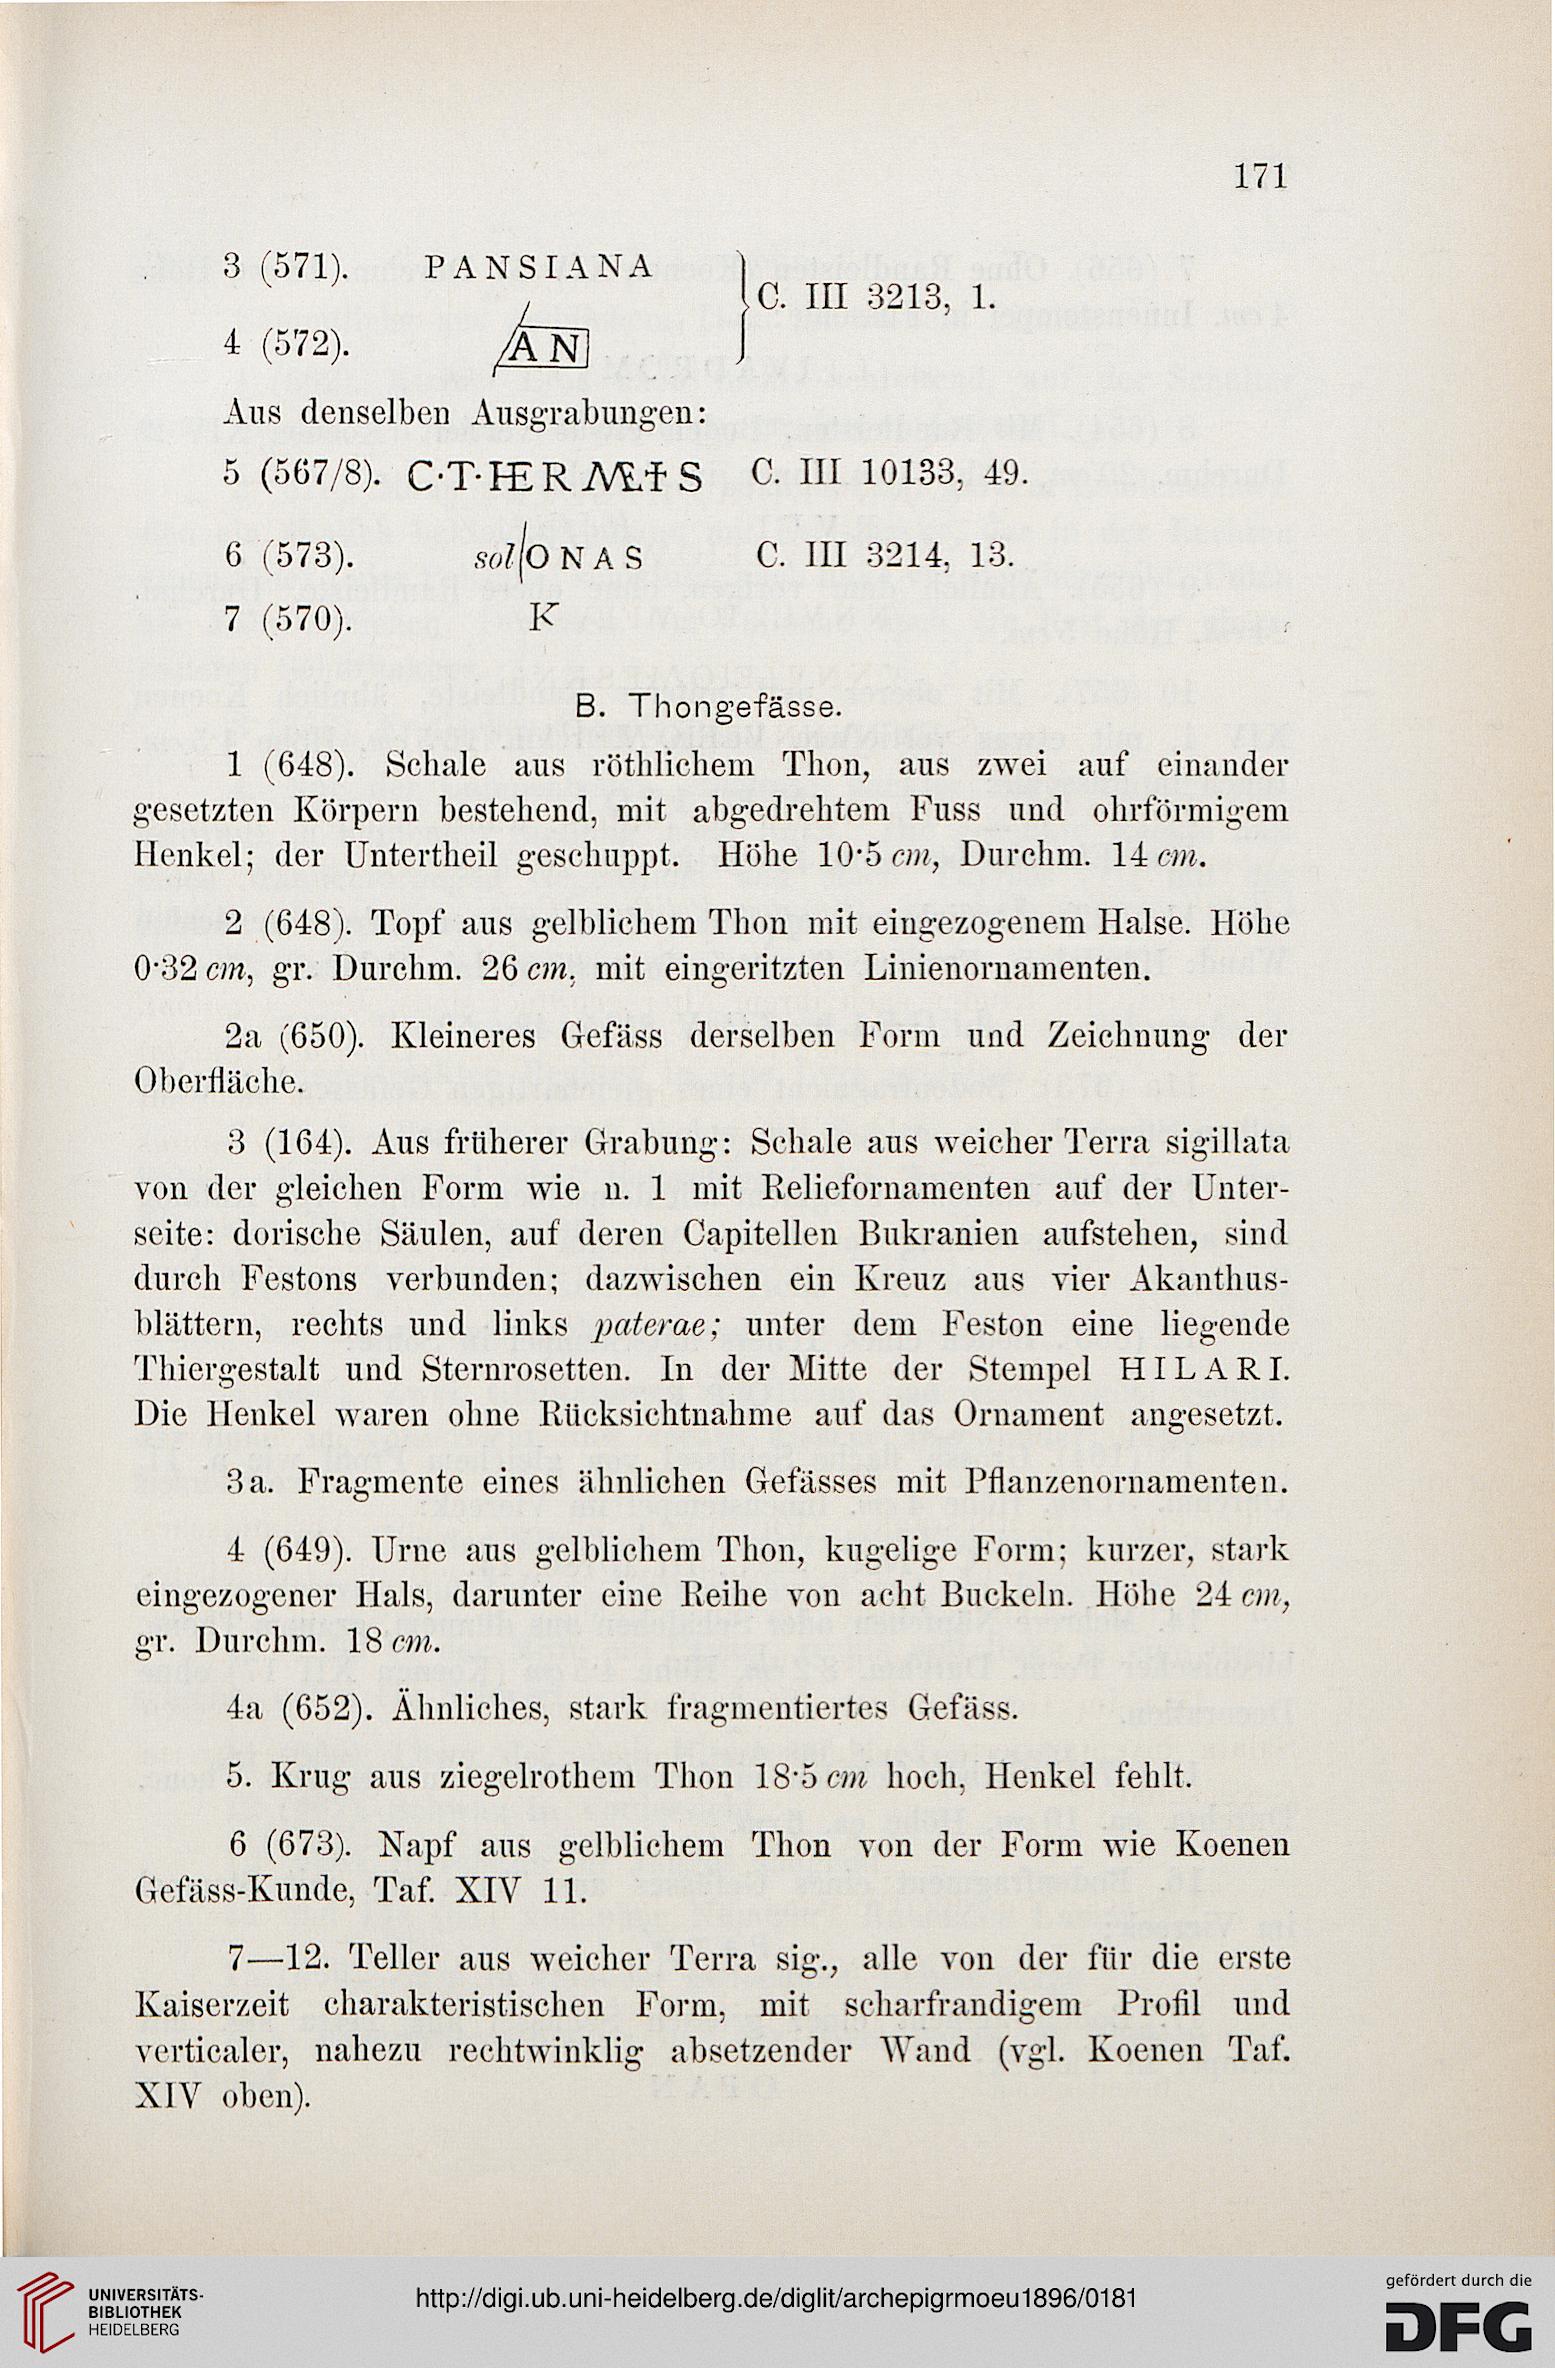 171
3 (571). PANSIANA
C. III 3213, 1.
4 (572). AN
Aus denselben Ausgrabungen:
5 (567/8). C·T·HERMEtS C. III 10133, 49.
6 (573). sol/ONAS C. III 3214, 13.
7 (570). K
B. Thongefässe.
1 (648). Schale aus röthlichem Thon, aus zwei auf einander
gesetzten Körpern bestehend, mit abgedrehtem Fuss und ohrförmigem
Henkel; der Untertheil geschuppt. Höhe 10·5 cm, Durchm. 14 cm.
2 (648). Topf aus gelblichem Thon mit eingezogenem Halse. Höhe
0·32 cm, gr. Durchm. 26 cm, mit eingeritzten Linienornamenten.
2a (650). Kleineres Gefäss derselben Form und Zeichnung der
Oberfläche.
3 (164). Aus früherer Grabung: Schale aus weicher Terra sigillata
von der gleichen Form wie n. 1 mit Reliefornamenten auf der Unter-
seite: dorische Säulen, auf deren Capitellen Bukranien aufstehen, sind
durch Festons verbunden; dazwischen ein Kreuz aus vier Akanthus-
blättern, rechts und links paterae; unter dem Feston eine liegende
Thiergestalt und Sternrosetten. In der Mitte der Stempel HILARI.
Die Henkel waren ohne Rücksichtnahme auf das Ornament angesetzt.
3a. Fragmente eines ähnlichen Gefässes mit Pflanzenornamenten.
4 (649). Urne aus gelblichem Thon, kugelige Form; kurzer, stark
eingezogener Hals, darunter eine Reihe von acht Buckeln. Höhe 24 cm,
gr. Durchm. 18 cm.
4a (652). Ähnliches, stark fragmentiertes Gefäss.
5. Krug aus ziegelrothem Thon 18·5 cm hoch, Henkel fehlt.
6 (673). Napf aus gelblichem Thon von der Form wie Koenen
Gefäss-Kunde, Taf. XIV 11.
7—12. Teller aus weicher Terra sig., alle von der für die erste
Kaiserzeit charakteristischen Form, mit scharfrandigem Profil und
verticaler, nahezu rechtwinklig absetzender Wand (vgl. Koenen Taf.
XIV oben).
UNIVERSITÄTS-
BIBLIOTHEK
HEIDELBERG
http://digi.ub.uni-heidelberg.de/diglit/archepigrmoeu1896/0181
gefördert durch die
DFG